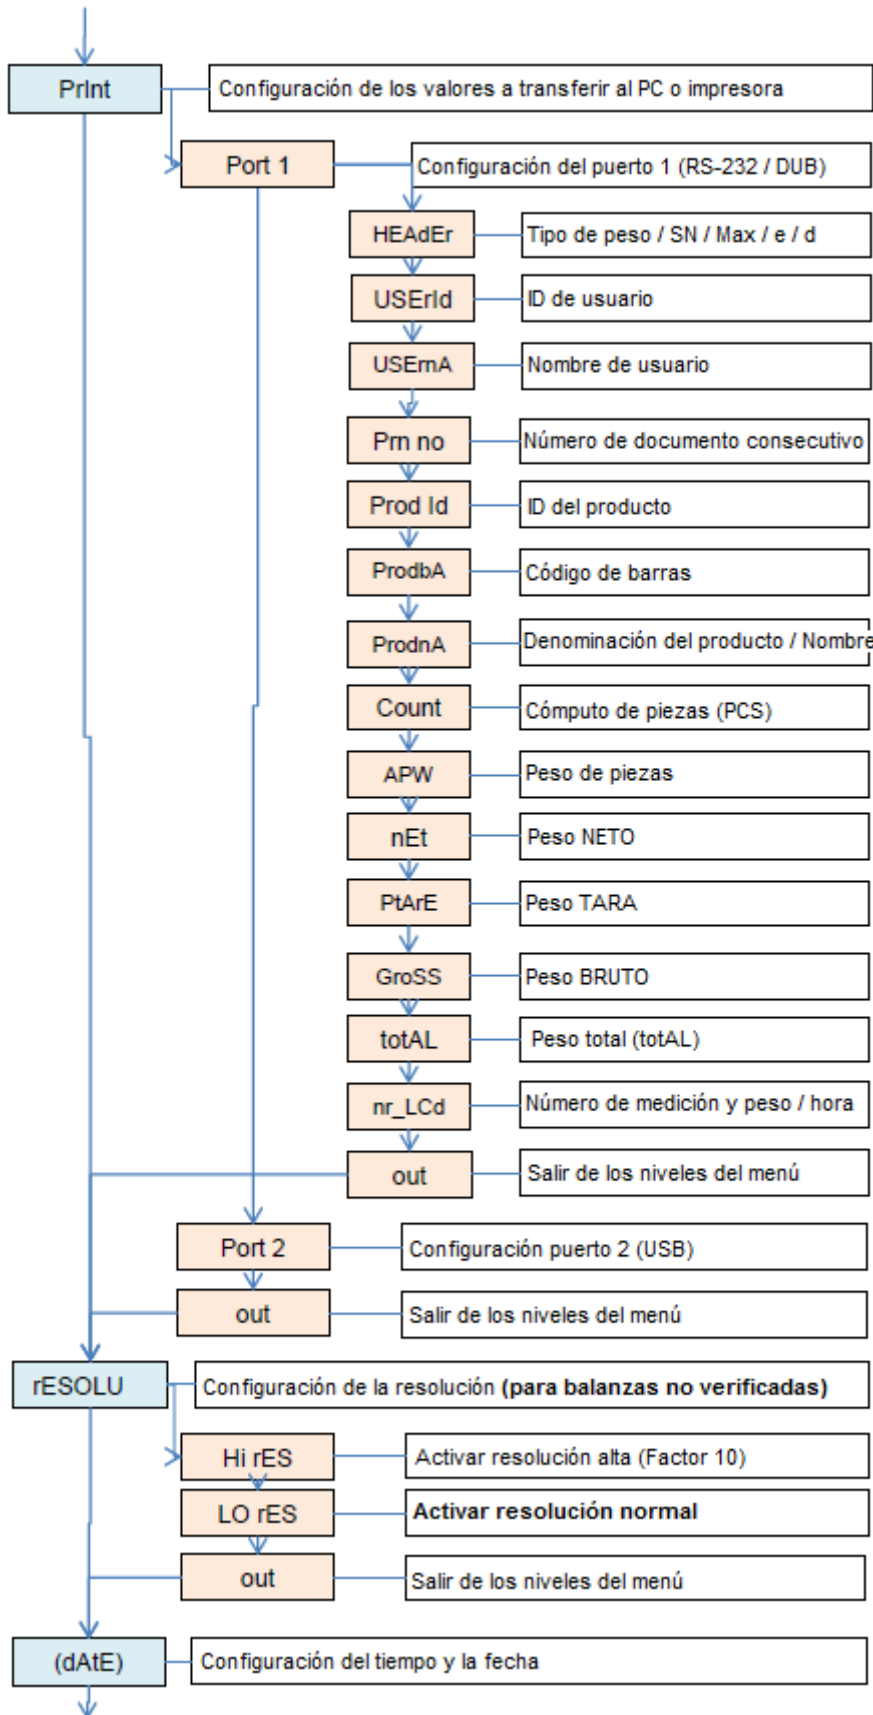 PrInt
Configuración de los valores a transferir al PC o impresora
Port 1
Configuración del puerto 1 (RS-232 / DUB)
HEAdEr
Tipo de peso / SN / Max / e / d
USErId
ID de usuario
USErnA
Nombre de usuario
Prn no
Número de documento consecutivo
Prod Id
ID del producto
ProdbA
Código de barras
ProdnA
Denominación del producto / Nombre
Count
Cómputo de piezas (PCS)
APW
Peso de piezas
nEt
Peso NETO
PtArE
Peso TARA
GroSS
Peso BRUTO
totAL
Peso total (totAL)
nr_LCd
Número de medición y peso / hora
out
Salir de los niveles del menú
Port 2
Configuración puerto 2 (USB)
out
Salir de los niveles del menú
rESOLU
Configuración de la resolución (para balanzas no verificadas)
Hi rES
Activar resolución alta (Factor 10)
LO rES
Activar resolución normal
out
Salir de los niveles del menú
(dAtE)
Configuración del tiempo y la fecha